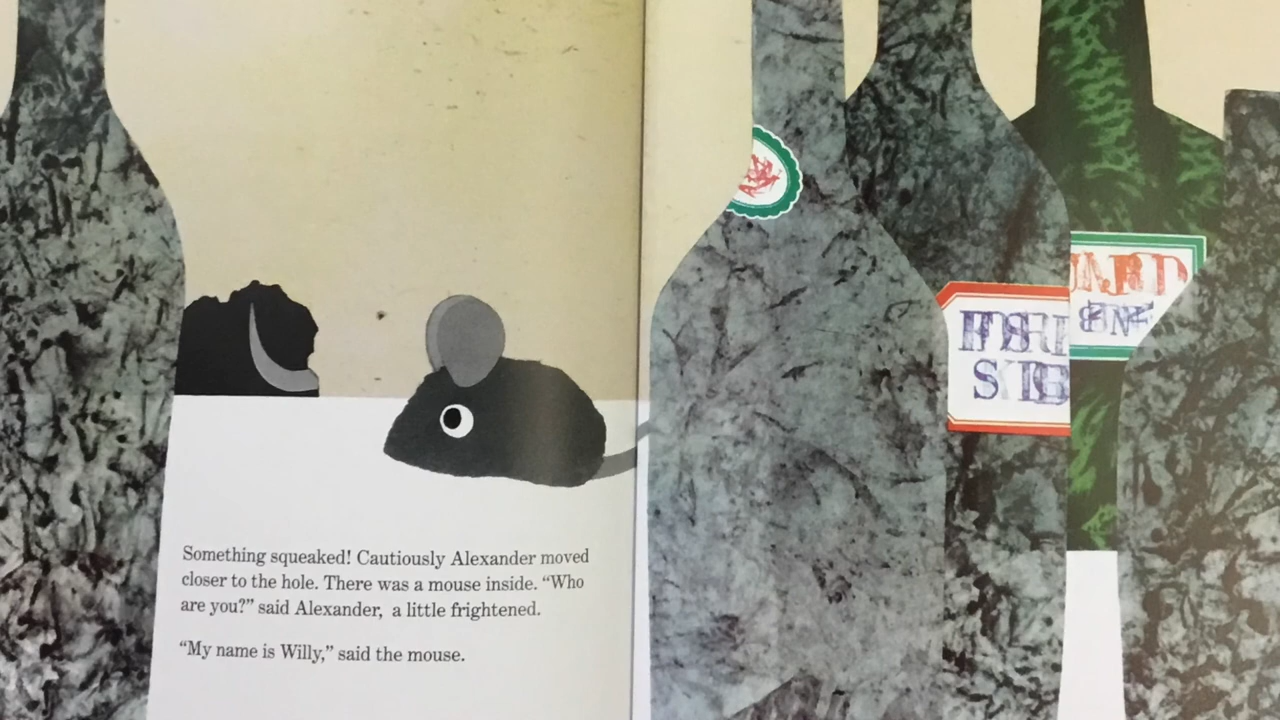 Something squeaked! Cautiously Alexander moved
closer to the hole. There was a mouse inside. “Who
are you?” said Alexander, a little frightened.
“My name is Willy,” said the mouse.